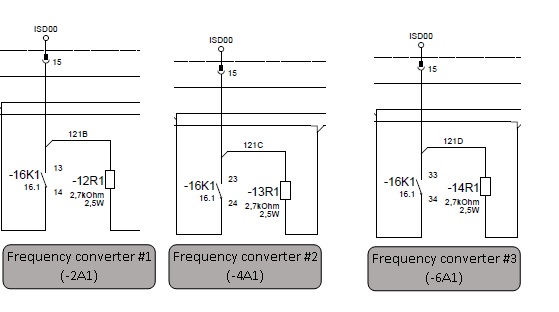 ISD00
15
121B
-16K1
16.1
13
14
-12R1
2,7kOhm
2,5W
Frequency converter #1
(-2A1)
ISD00
15
121C
-16K1
16.1
23
24
-13R1
2,7kOhm
2,5W
Frequency converter #2
(-4A1)
ISD00
15
121D
-16K1
16.1
33
34
-14R1
2,7kOhm
2,5W
Frequency converter #3
(-6A1)